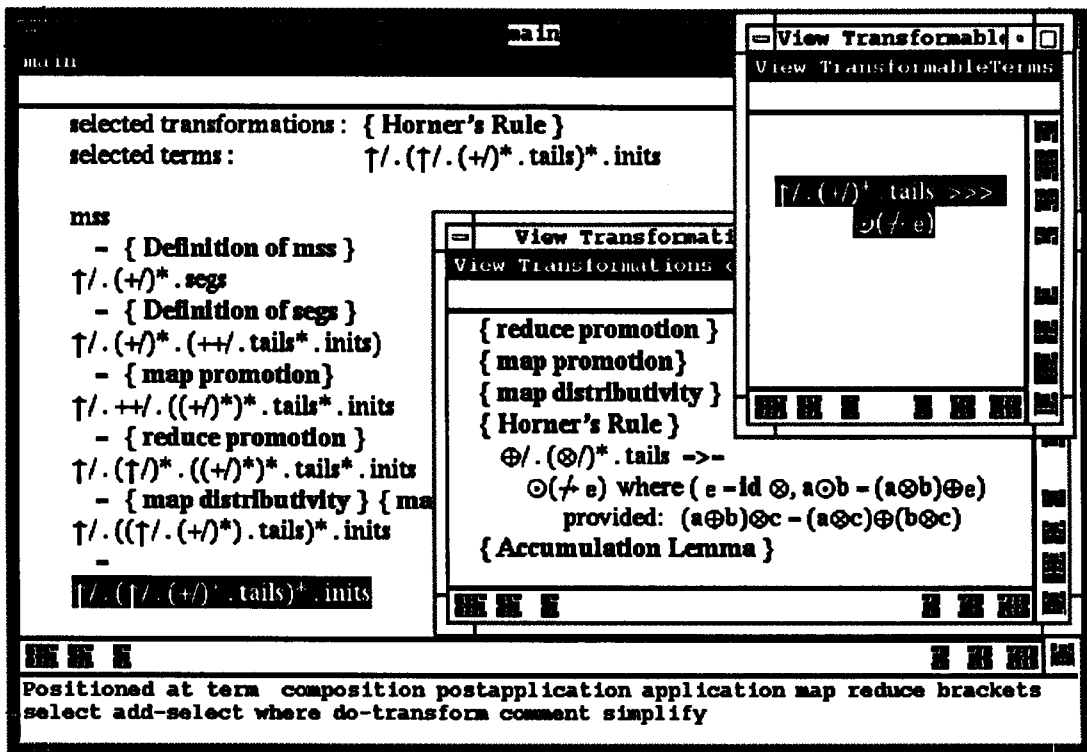 main
main
selected transformations : { Horner's Rule }
selected terms : ↑/ . (↑/ . (+/)* . tails)* . inits
mss
– { Definition of mss }
↑/ . (+/)* . segs
– { Definition of segs }
↑/ . (+/)* . (++/ . tails* . inits)
– { map promotion}
↑/ . ++/ . ((+/)*)* . tails* . inits
– { reduce promotion }
↑/ . (↑/)* . ((+/)*)* . tails* . inits
– { map distributivity } { ma
↑/ . ((↑/ . (+/)*) . tails)* . inits
–
↑/ . (↑/ . (+/)* . tails)* . inits
View Transformati
View Transformations
{ reduce promotion }
{ map promotion}
{ map distributivity }
{ Horner's Rule }
⊕/ . (⊗/)* . tails ->-
⊙(⌿ e) where ( e –id ⊗, a⊙b – (a⊗b)⊕e)
provided: (a⊕b)⊗c – (a⊗c)⊕(b⊗c)
{ Accumulation Lemma }
View Transformable
View TransformableTerms
↑/ . (+/)* . tails >>>
⊙(⌿ e)
Positioned at term composition postapplication application map reduce brackets
select add-select where do-transform comment simplify